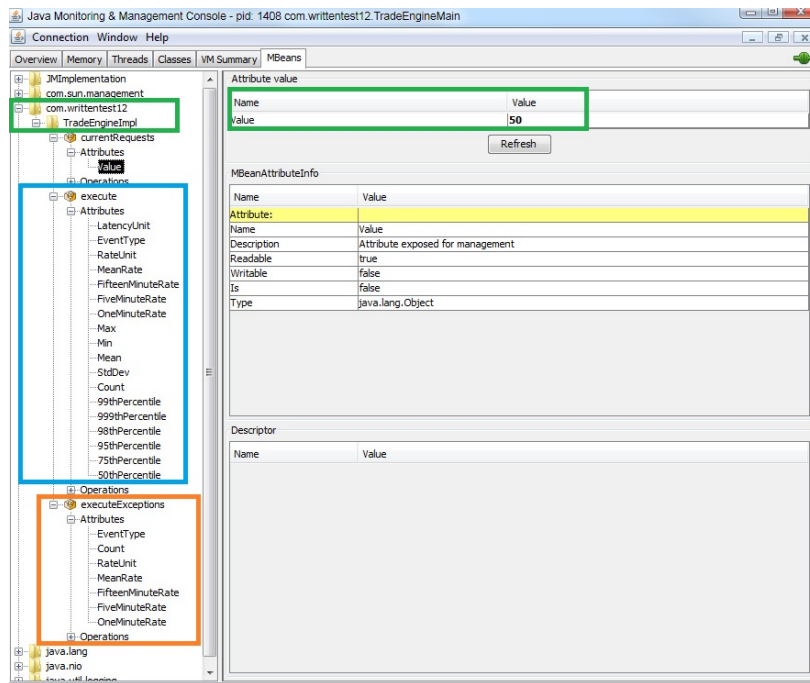 Java Monitoring & Management Console - pid: 1408 com.writtentest12.TradeEngineMain
Connection Window Help
Overview Memory Threads Classes VM Summary MBeans
JMImplementation
com.sun.management
com.writtentest12
TradeEngineImpl
currentRequests
Attributes
Value
Operations
execute
Attributes
LatencyUnit
EventType
RateUnit
MeanRate
FifteenMinuteRate
FiveMinuteRate
OneMinuteRate
Max
Min
Mean
StdDev
Count
99thPercentile
999thPercentile
98thPercentile
95thPercentile
75thPercentile
50thPercentile
Operations
executeExceptions
Attributes
EventType
Count
RateUnit
MeanRate
FifteenMinuteRate
FiveMinuteRate
OneMinuteRate
Operations
java.lang
java.nio
java.util.logging
Attribute value
Name Value
Value 50
Refresh
MBeanAttributeInfo
Name Value
Attribute:
Name Value
Description Attribute exposed for management
Readable true
Writable false
Is false
Type java.lang.Object
Descriptor
Name Value